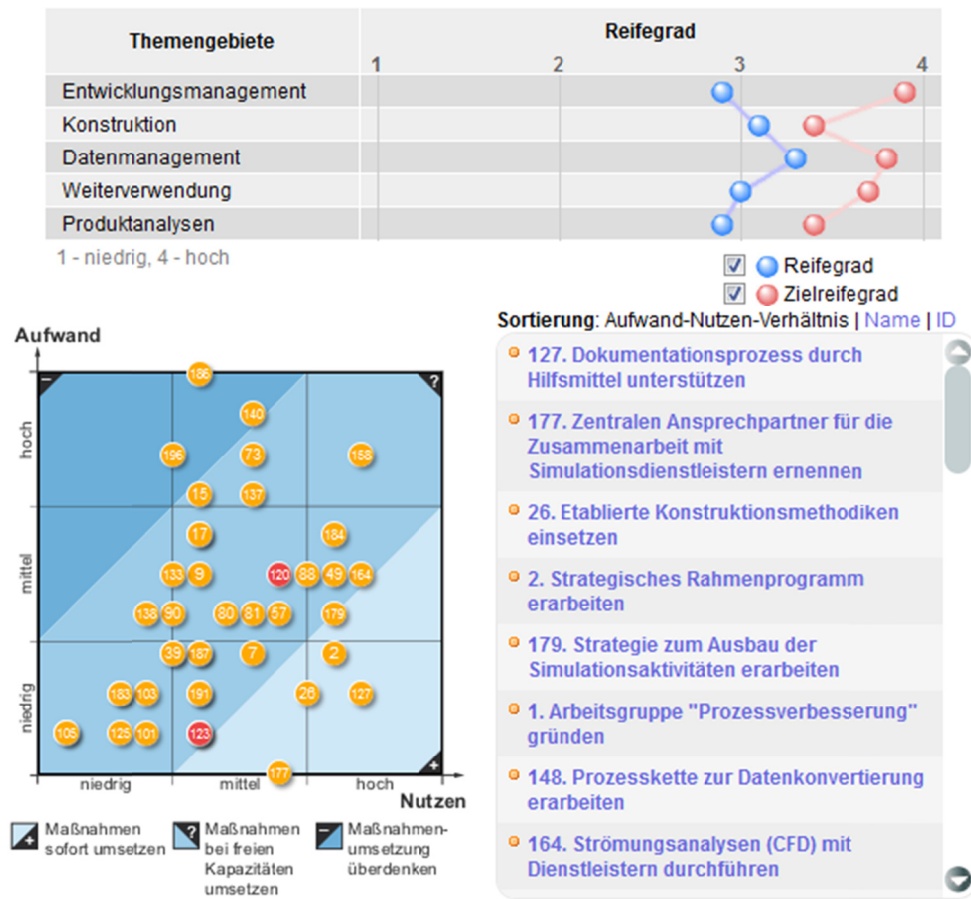 Themengebiete
Reifegrad
1 2 3 4
Entwicklungsmanagement
Konstruktion
Datenmanagement
Weiterverwendung
Produktanalysen
1 - niedrig, 4 - hoch
Reifegrad
Zielreifegrad
Aufwand
hoch
mittel
niedrig
−
?
186
140
196 73 158
15 137
17 184
133 9 120 88 49 164
138 90 80 81 57 179
39 187 7 2
183 103 191 26 127
105 125 101 123
+
177
niedrig mittel hoch
Nutzen
+
Maßnahmen
sofort umsetzen
?
Maßnahmen
bei freien
Kapazitäten
umsetzen
−
Maßnahmen-
umsetzung
überdenken
Sortierung: Aufwand-Nutzen-Verhältnis | Name | ID
127. Dokumentationsprozess durch
Hilfsmittel unterstützen
177. Zentralen Ansprechpartner für die
Zusammenarbeit mit
Simulationsdienstleistern ernennen
26. Etablierte Konstruktionsmethodiken
einsetzen
2. Strategisches Rahmenprogramm
erarbeiten
179. Strategie zum Ausbau der
Simulationsaktivitäten erarbeiten
1. Arbeitsgruppe "Prozessverbesserung"
gründen
148. Prozesskette zur Datenkonvertierung
erarbeiten
164. Strömungsanalysen (CFD) mit
Dienstleistern durchführen